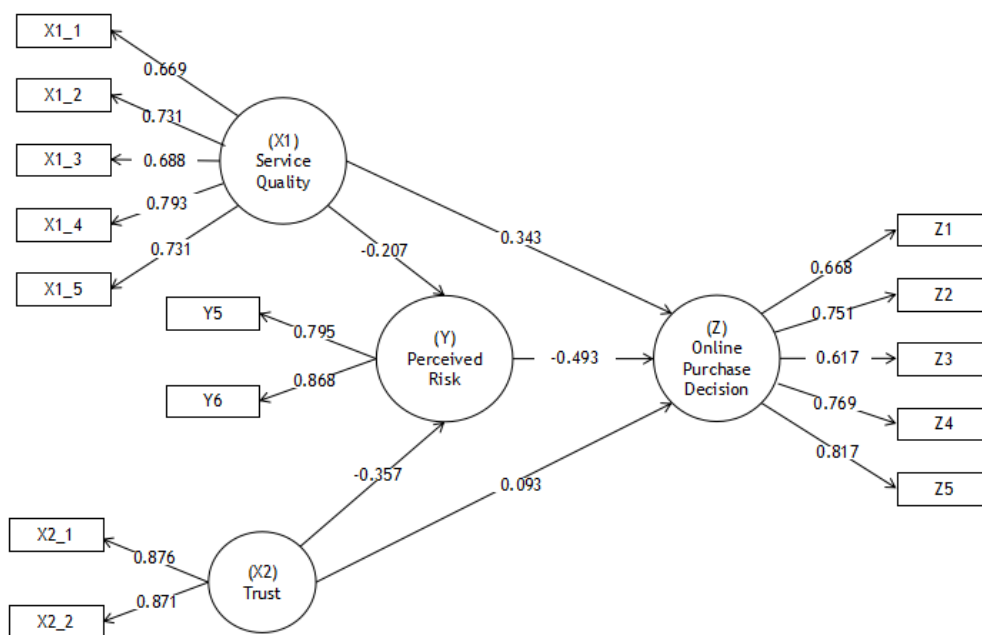 X1_1
0.669
X1_2
0.731
X1_3
0.688
X1_4
0.793
X1_5
0.731
(X1)
Service
Quality
-0.207
0.343
Y5
0.795
Y6
0.868
(Y)
Perceived
Risk
-0.493
(Z)
Online
Purchase
Decision
Z1
0.668
Z2
0.751
Z3
0.617
Z4
0.769
Z5
0.817
-0.357
0.093
X2_1
0.876
X2_2
0.871
(X2)
Trust